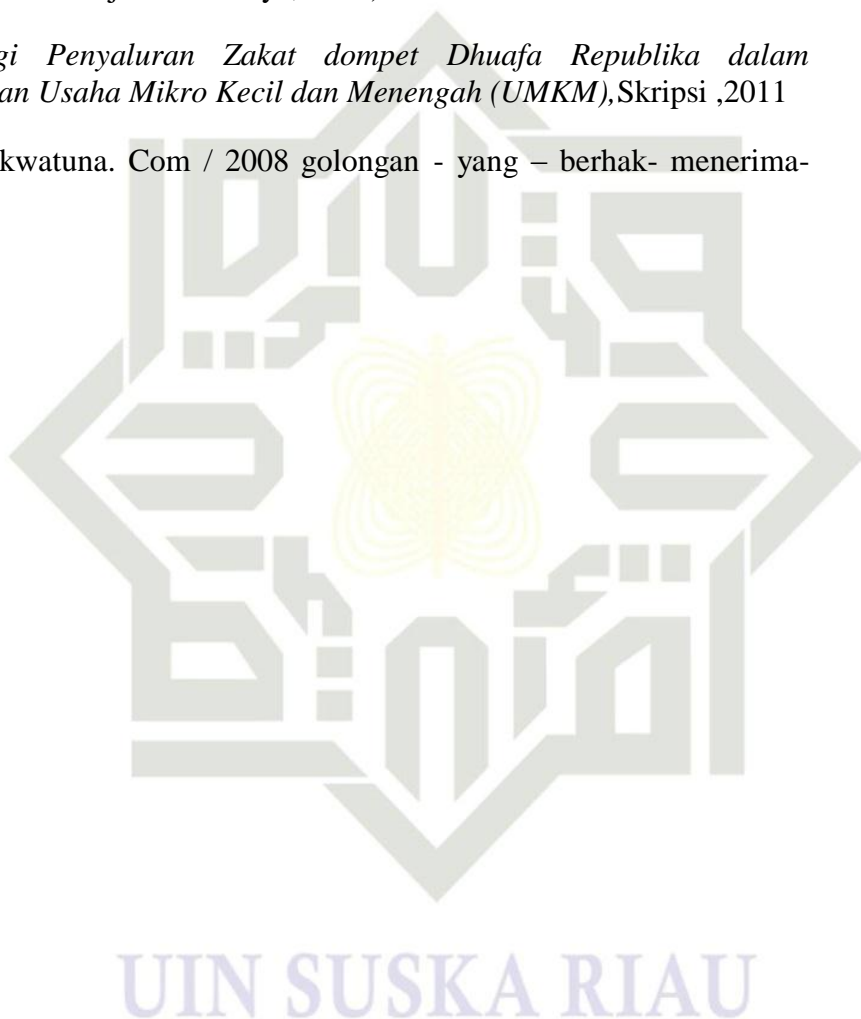 gi Penyaluran Zakat dompet Dhuafa Republika dalam
an Usaha Mikro Kecil dan Menengah (UMKM),Skripsi ,2011
kwatuna. Com / 2008 golongan - yang – berhak- menerima-
UIN SUSKA RIAU